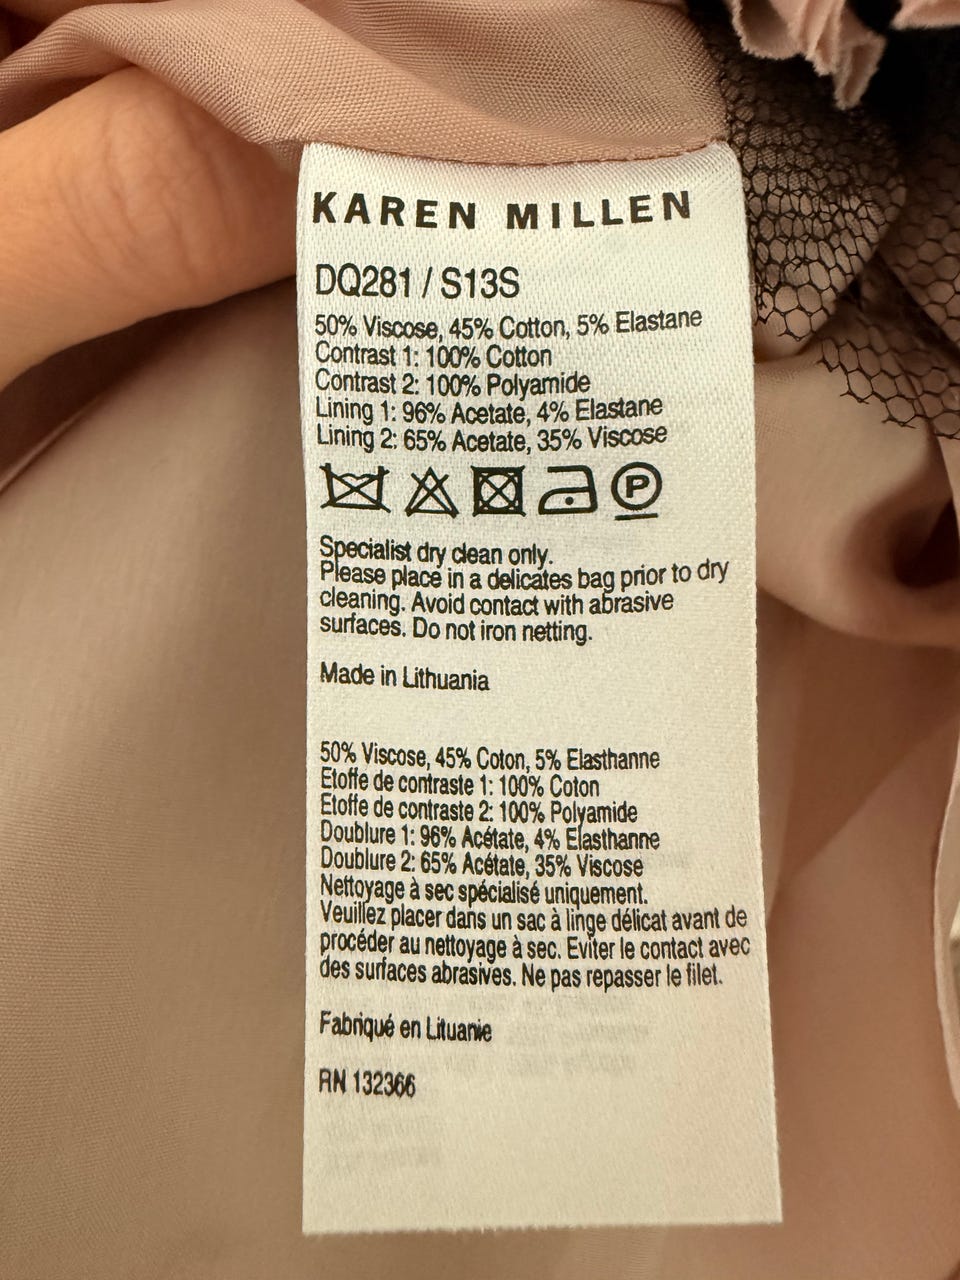 KAREN MILLEN
DQ281 / S13S
50% Viscose, 45% Cotton, 5% Elastane
Contrast 1: 100% Cotton
Contrast 2: 100% Polyamide
Lining 1: 96% Acetate, 4% Elastane
Lining 2: 65% Acetate, 35% Viscose
P
Specialist dry clean only.
Please place in a delicates bag prior to dry
cleaning. Avoid contact with abrasive
surfaces. Do not iron netting.
Made in Lithuania
50% Viscose, 45% Coton, 5% Elasthanne
Etoffe de contraste 1: 100% Coton
Etoffe de contraste 2: 100% Polyamide
Doublure 1: 96% Acétate, 4% Elasthanne
Doublure 2: 65% Acétate, 35% Viscose
Nettoyage à sec spécialisé uniquement.
Veuillez placer dans un sac à linge délicat avant de
procéder au nettoyage à sec. Eviter le contact avec
des surfaces abrasives. Ne pas repasser le filet.
Fabriqué en Lituanie
RN 132366